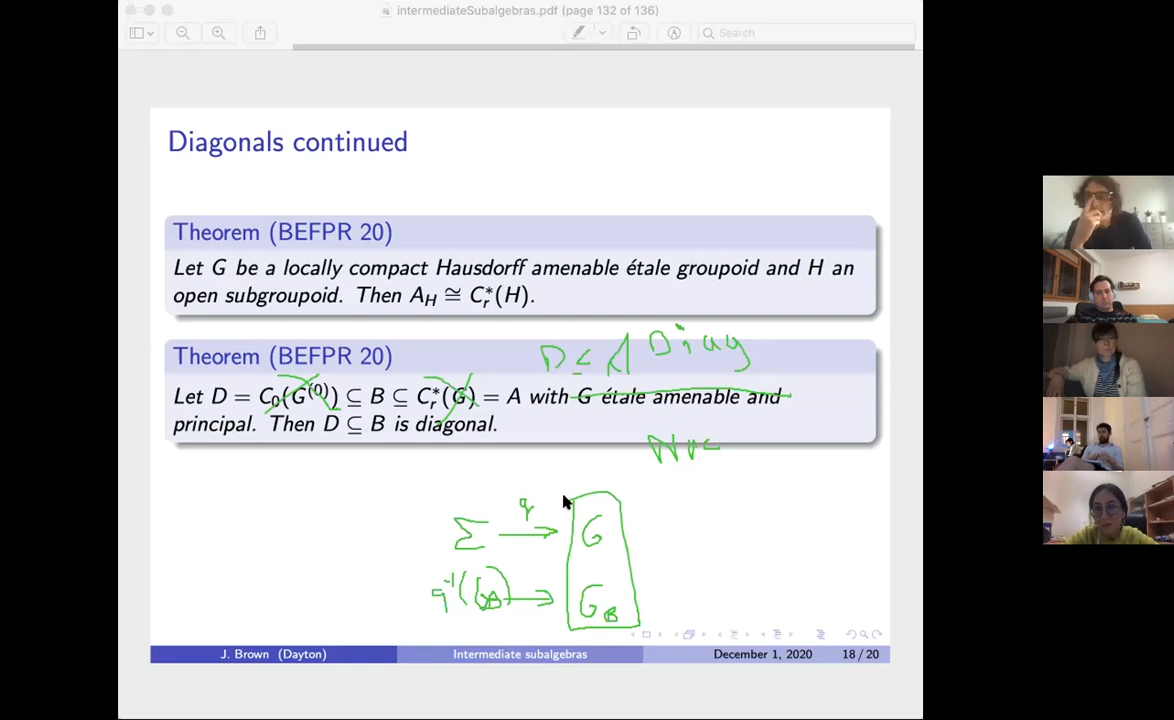 intermediateSubalgebras.pdf (page 132 of 136)
Search
Diagonals continued
Theorem (BEFPR 20)
Let G be a locally compact Hausdorff amenable étale groupoid and H an
open subgroupoid. Then A_H ≅ C*_r(H).
Theorem (BEFPR 20)
D ⊆ A Diag
Let D = C₀(G⁽⁰⁾) ⊆ B ⊆ C*_r(G) = A with G étale amenable and
principal. Then D ⊆ B is diagonal.
Nuc
Σ q → G
q⁻¹(G_B) → G_B
J. Brown (Dayton) Intermediate subalgebras December 1, 2020 18 / 20